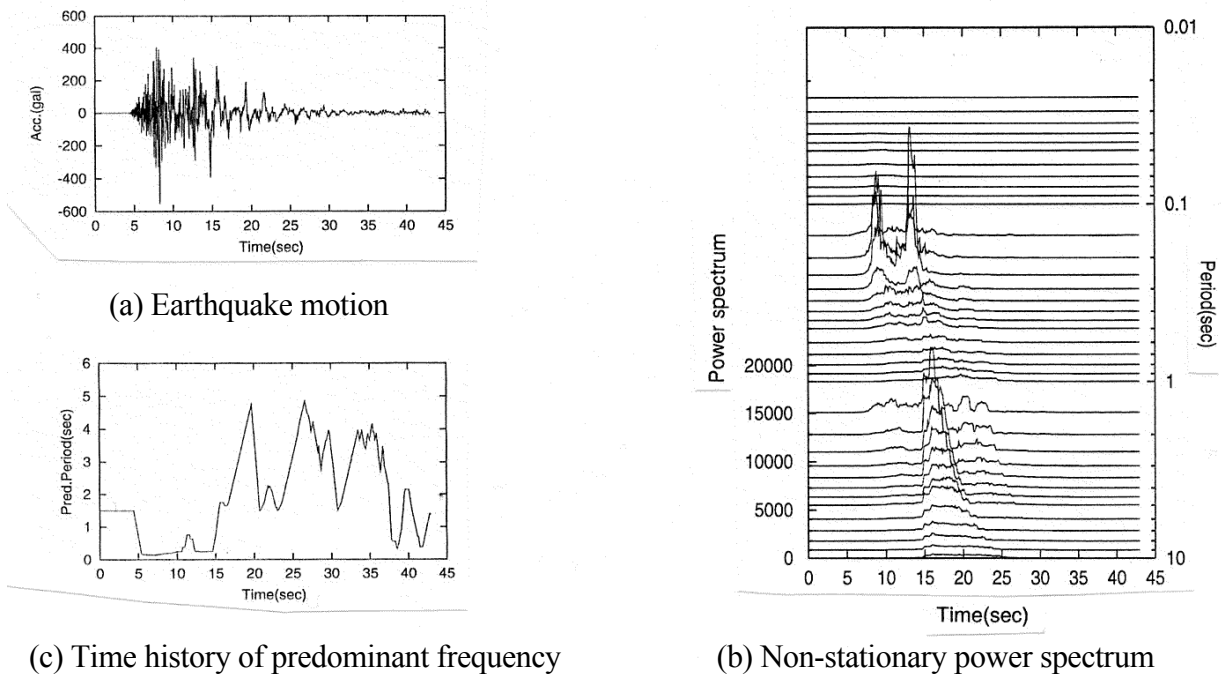 600
400
200
0
-200
-400
-600
Acc.(gal)
0 5 10 15 20 25 30 35 40 45
Time(sec)
(a) Earthquake motion
6
5
4
3
2
1
0
Pred.Period(sec)
0 5 10 15 20 25 30 35 40 45
Time(sec)
(c) Time history of predominant frequency
0.01
0.1
1
10
Period(sec)
Power spectrum
20000
15000
10000
5000
0
0 5 10 15 20 25 30 35 40 45
Time(sec)
(b) Non-stationary power spectrum